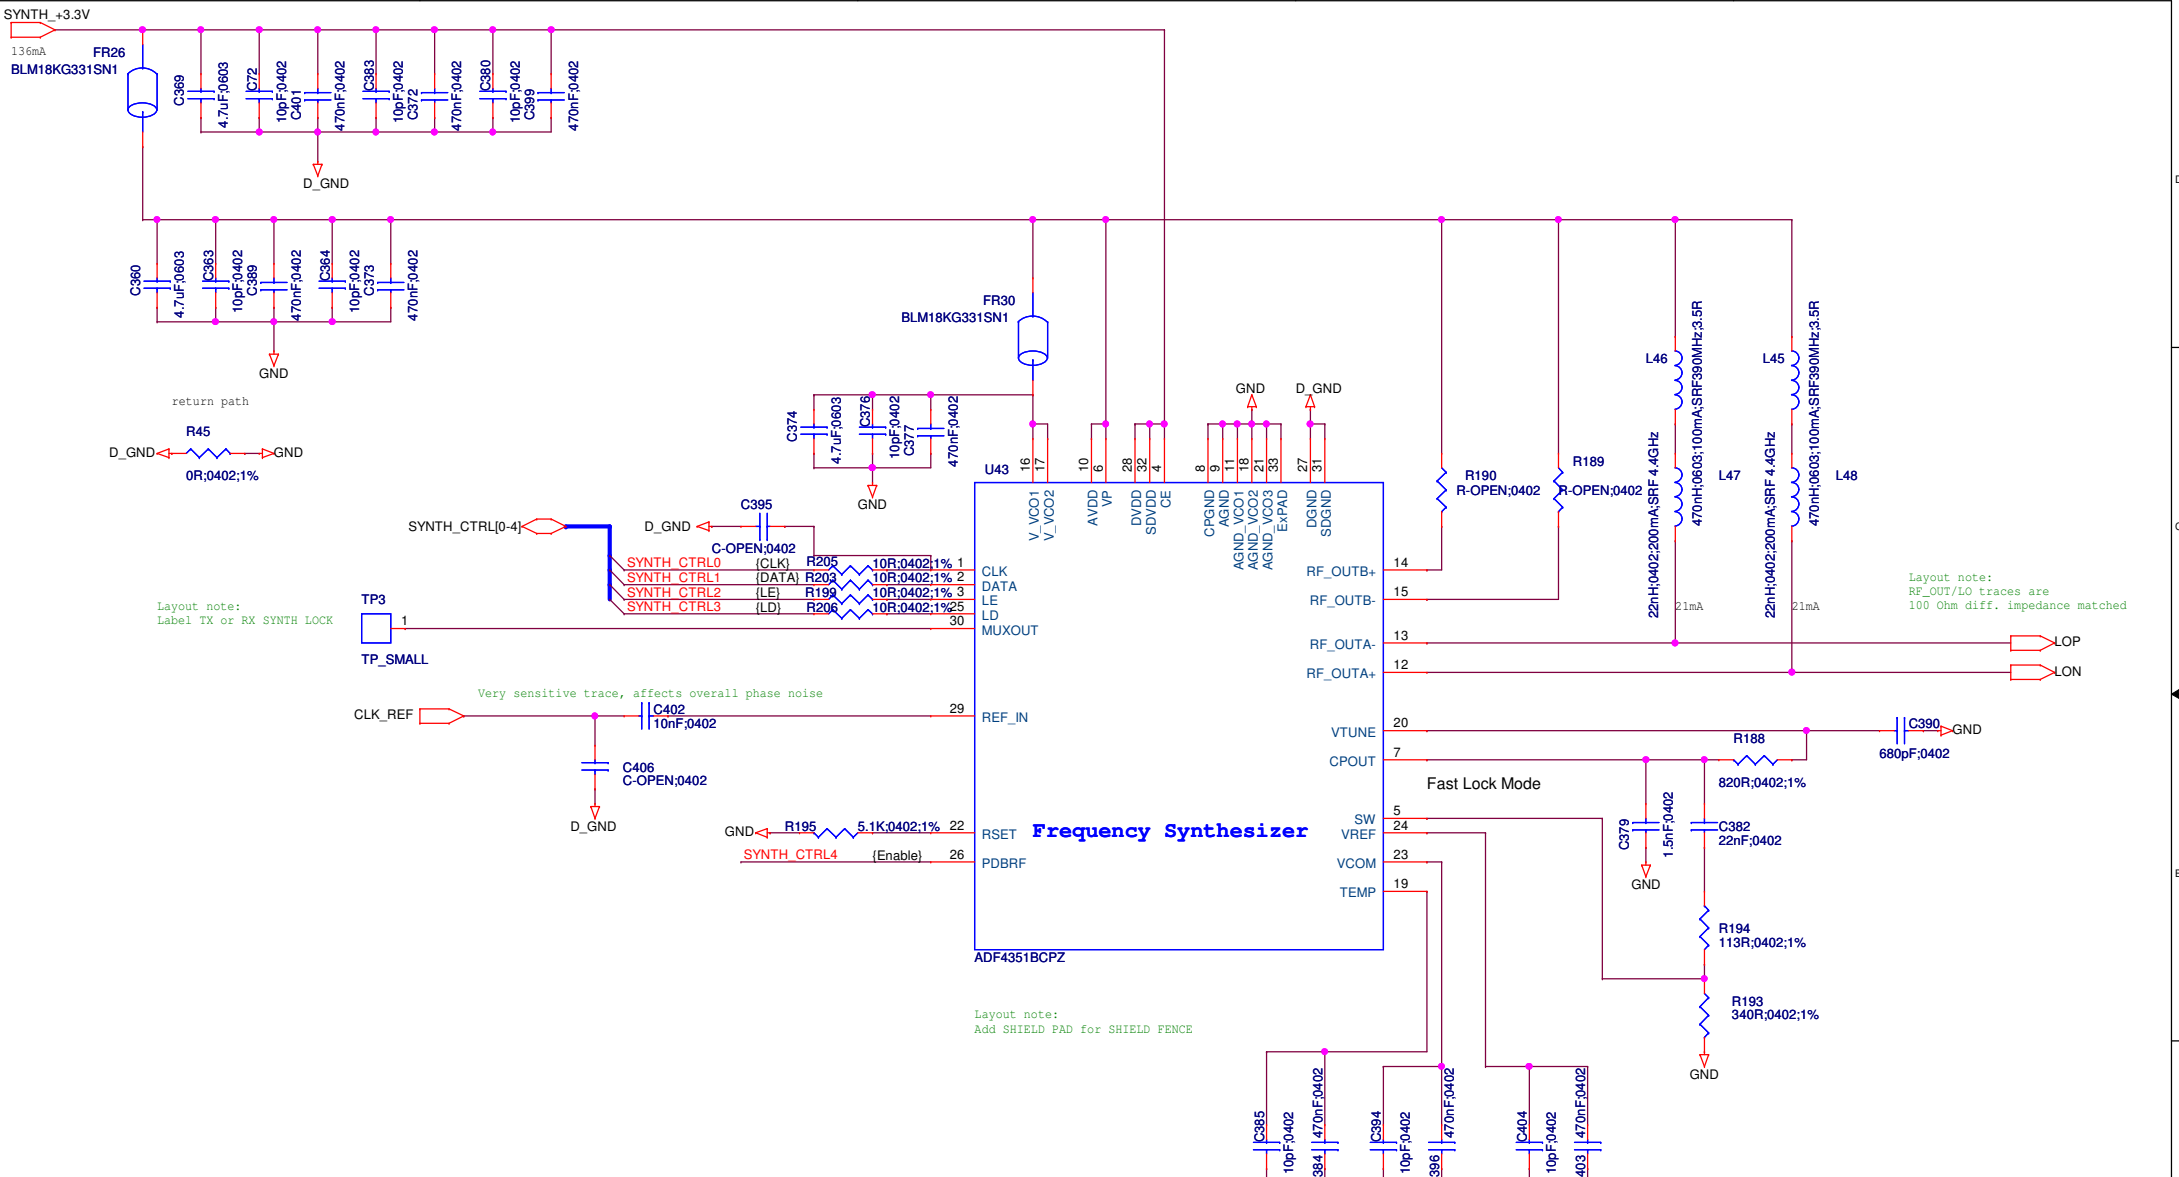 SYNTH_+3.3V
136mA
FR26
BLM18KG331SN1
C369
4.7uF;0603
C72
10pF;0402
C401
470nF;0402
C383
10pF;0402
C372
470nF;0402
C380
10pF;0402
C399
470nF;0402
D_GND
C360
4.7uF;0603
C363
10pF;0402
C389
470nF;0402
C364
10pF;0402
C373
470nF;0402
GND
return path
R45
D_GND
GND
0R;0402;1%
FR30
BLM18KG331SN1
C374
4.7uF;0603
C376
10pF;0402
C377
470nF;0402
GND
GND
D_GND
U43
16
17
10
6
28
32
4
8
9
11
18
21
33
27
31
V_VCO1
V_VCO2
AVDD
VP
DVDD
SDVDD
CE
CPGND
AGND
AGND_VCO1
AGND_VCO2
AGND_VCO3
ExPAD
DGND
SDGND
L46
22nH;0402;200mA;SRF 4.4GHz
470nH;0603;100mA;SRF390MHz;3.5R
L47
21mA
L45
22nH;0402;200mA;SRF 4.4GHz
470nH;0603;100mA;SRF390MHz;3.5R
L48
21mA
R190
R-OPEN;0402
R189
R-OPEN;0402
SYNTH_CTRL[0-4]
D_GND
C395
C-OPEN;0402
SYNTH_CTRL0 {CLK} R205 10R;0402;1% 1 CLK
SYNTH_CTRL1 {DATA} R203 10R;0402;1% 2 DATA
SYNTH_CTRL2 {LE} R199 10R;0402;1% 3 LE
SYNTH_CTRL3 {LD} R206 10R;0402;1% 25 LD
30 MUXOUT
Layout note:
Label TX or RX SYNTH LOCK
TP3
1
TP_SMALL
Very sensitive trace, affects overall phase noise
CLK_REF
C402
10nF;0402
29 REF_IN
C406
C-OPEN;0402
D_GND
GND R195 5.1K;0402;1% 22 RSET
SYNTH_CTRL4 {Enable} 26 PDBRF
Frequency Synthesizer
ADF4351BCPZ
RF_OUTB+ 14
RF_OUTB- 15
RF_OUTA- 13
RF_OUTA+ 12
VTUNE 20
CPOUT 7
SW 5
VREF 24
VCOM 23
TEMP 19
Layout note:
RF_OUT/LO traces are
100 Ohm diff. impedance matched
LOP
LON
C390
GND
680pF;0402
R188
820R;0402;1%
Fast Lock Mode
C379
1.5nF;0402
GND
C382
22nF;0402
R194
113R;0402;1%
R193
340R;0402;1%
GND
Layout note:
Add SHIELD PAD for SHIELD FENCE
C385
10pF;0402
384
470nF;0402
C394
10pF;0402
396
470nF;0402
C404
10pF;0402
403
470nF;0402